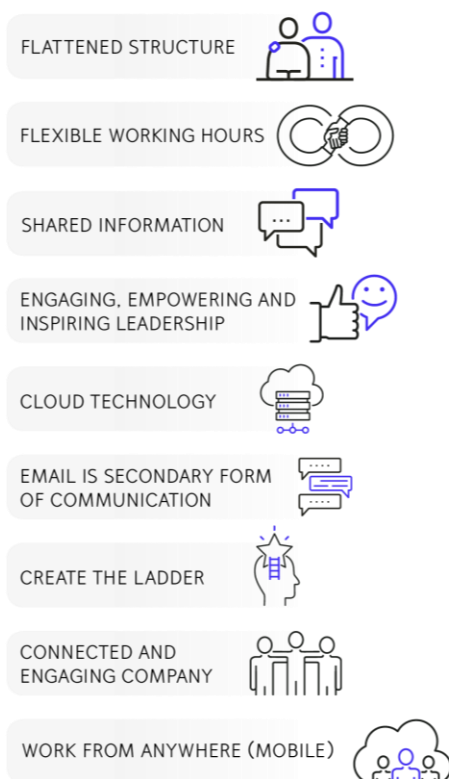 FLATTENED STRUCTURE
FLEXIBLE WORKING HOURS
SHARED INFORMATION
ENGAGING, EMPOWERING AND
INSPIRING LEADERSHIP
CLOUD TECHNOLOGY
EMAIL IS SECONDARY FORM
OF COMMUNICATION
CREATE THE LADDER
CONNECTED AND
ENGAGING COMPANY
WORK FROM ANYWHERE (MOBILE)